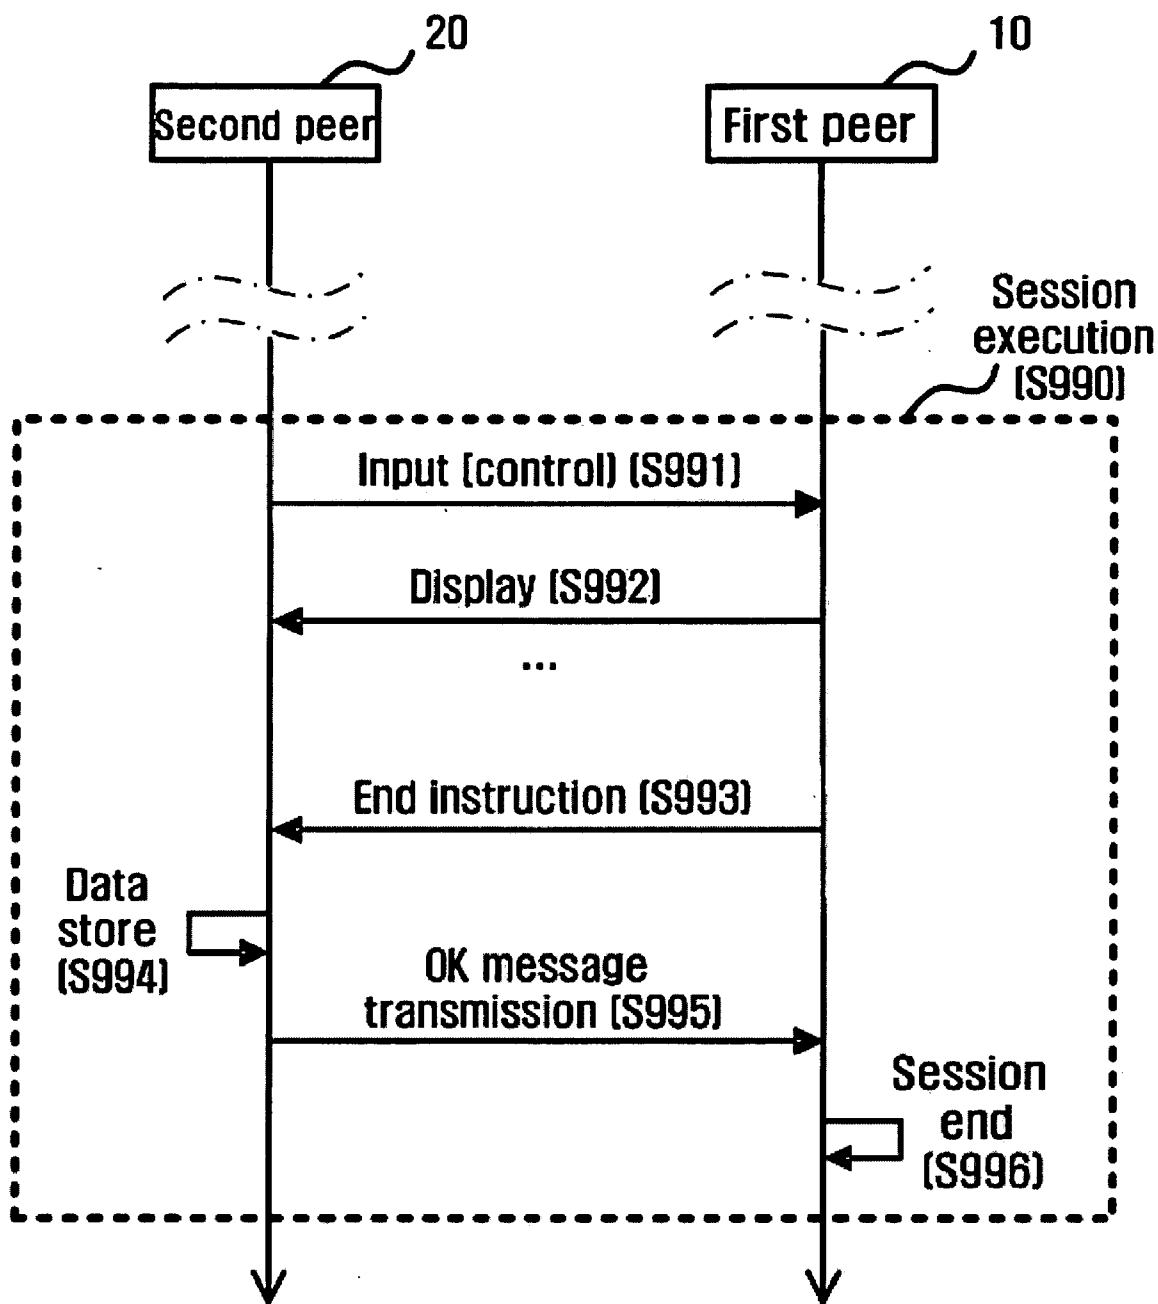 20
10
Second peer
First peer
Session
execution
(S990)
Input (control) (S991)
Display (S992)
...
End instruction (S993)
Data
store
(S994)
OK message
transmission (S995)
Session
end
(S996)